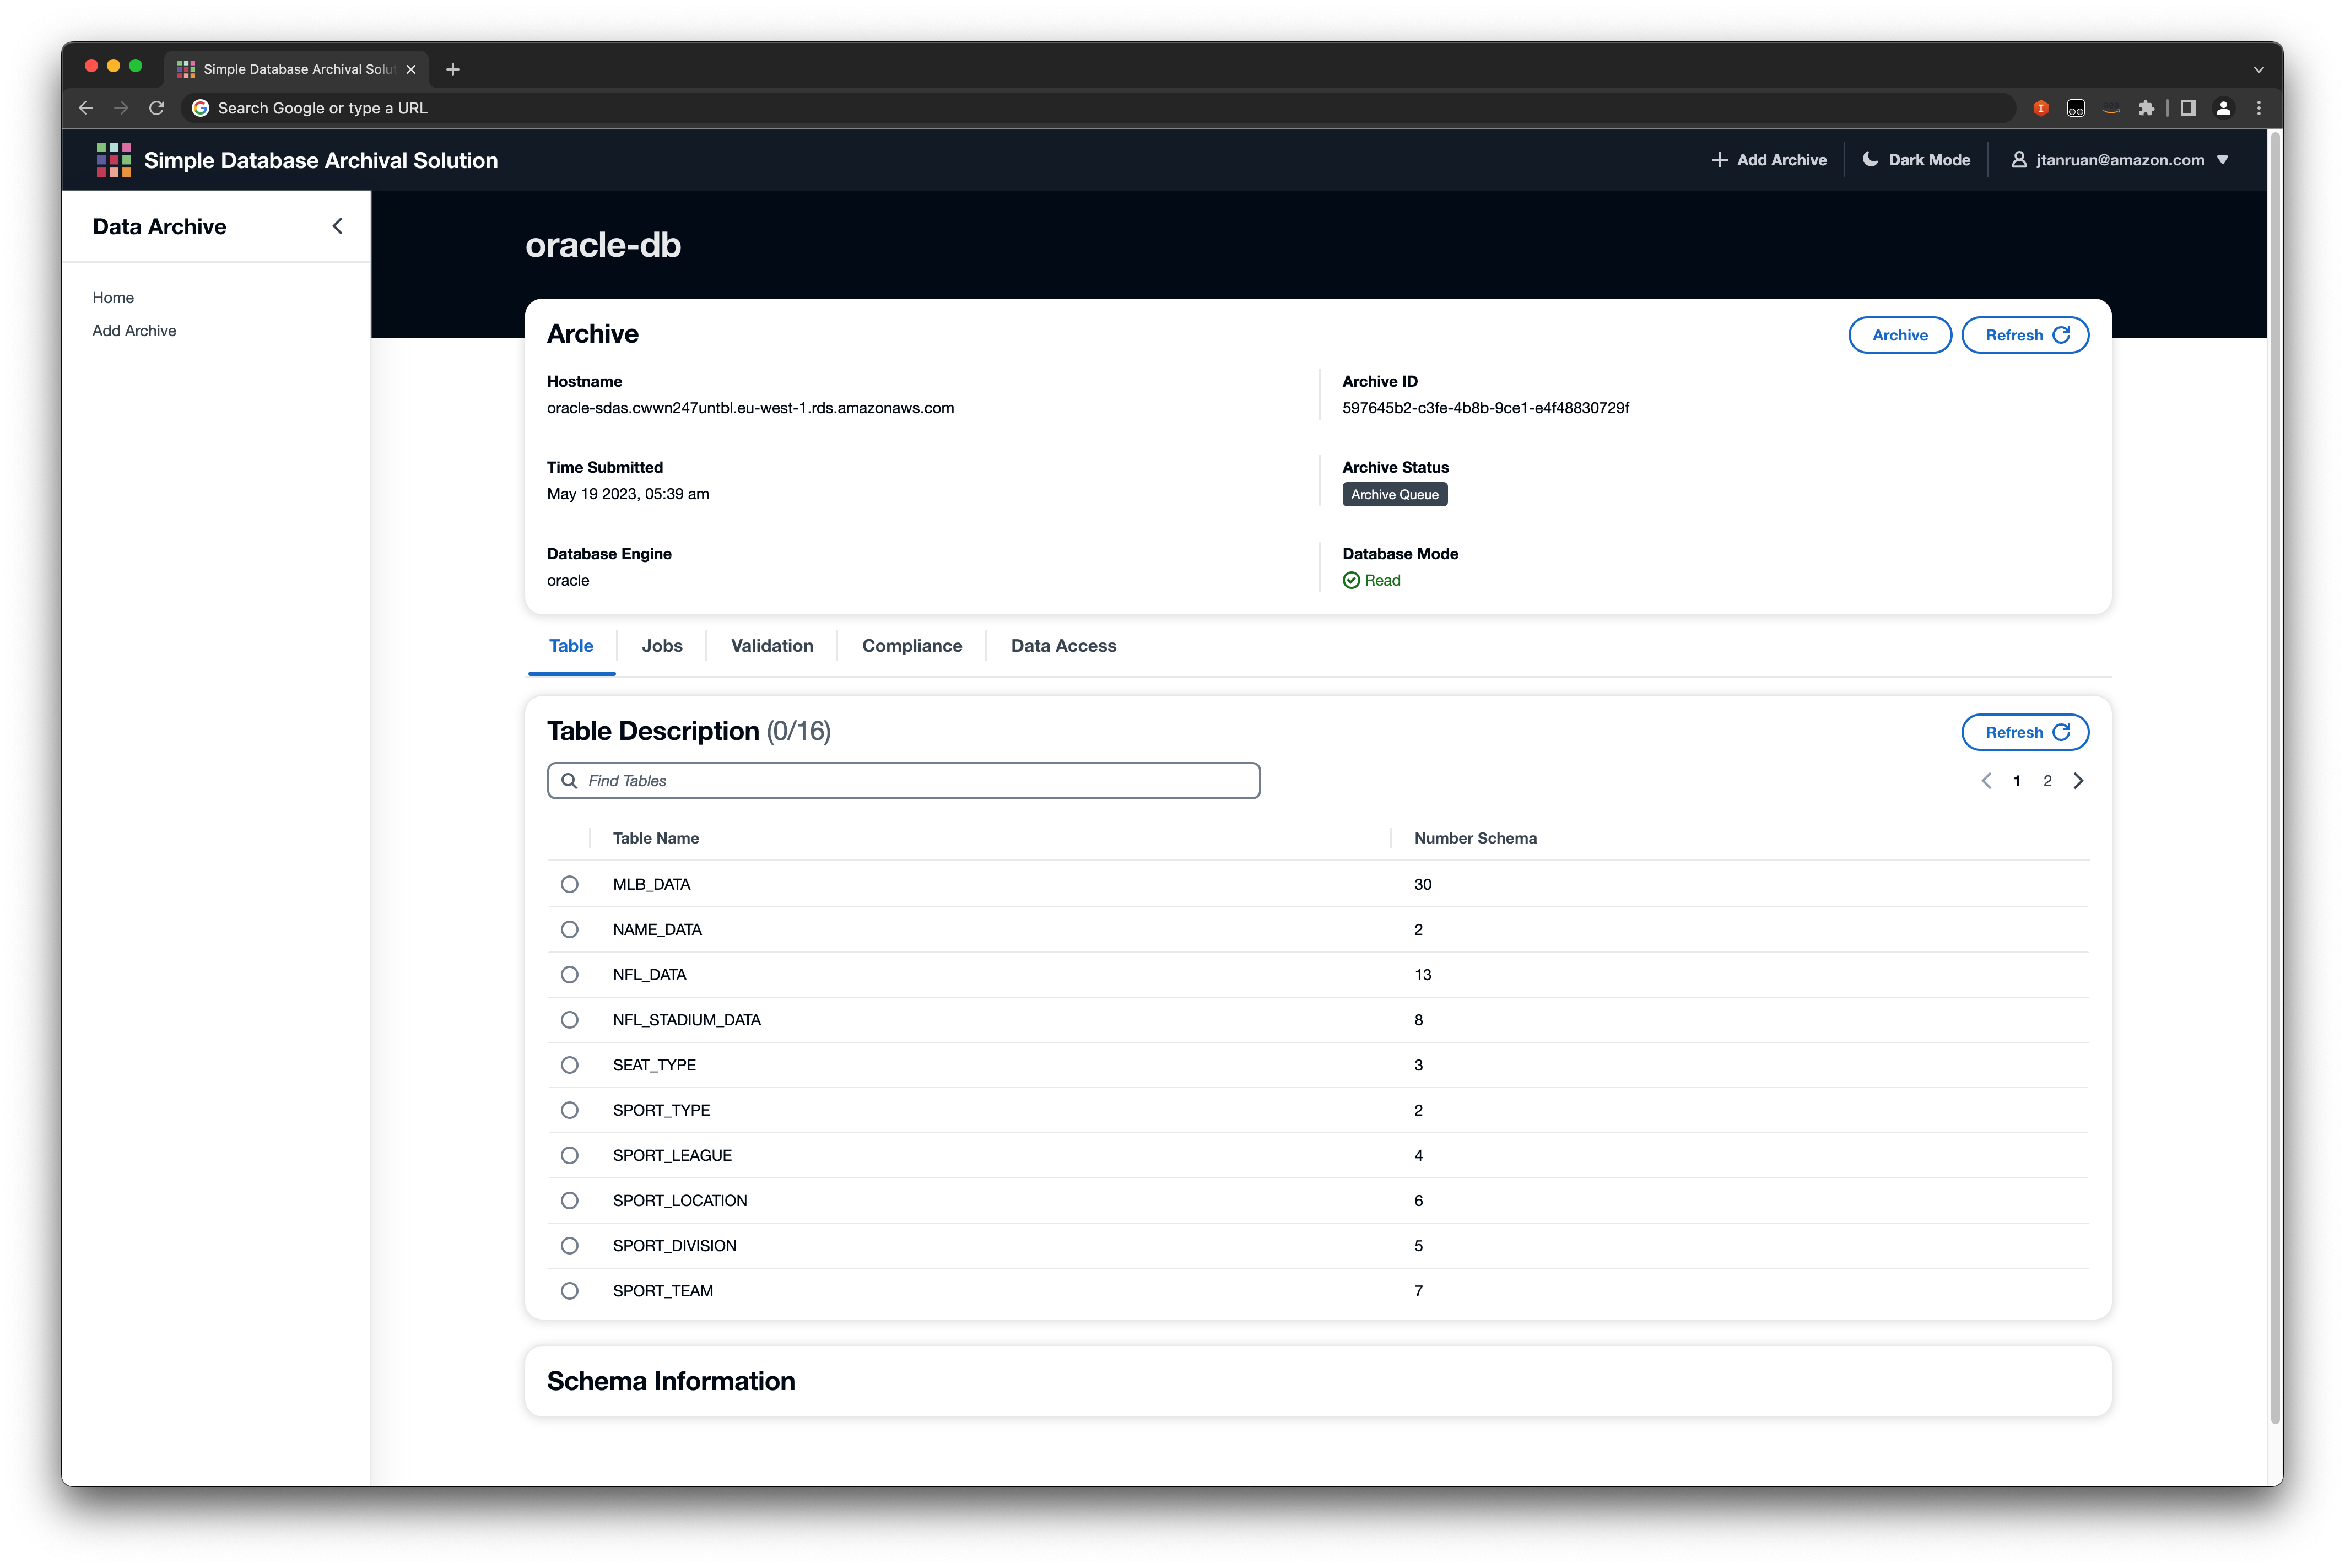 Simple Database Archival Solut
Search Google or type a URL
Simple Database Archival Solution
Add Archive
Dark Mode
jtanruan@amazon.com
Data Archive
Home
Add Archive
oracle-db
Archive
Archive
Refresh
Hostname
oracle-sdas.cwwn247untbl.eu-west-1.rds.amazonaws.com
Archive ID
597645b2-c3fe-4b8b-9ce1-e4f48830729f
Time Submitted
May 19 2023, 05:39 am
Archive Status
Archive Queue
Database Engine
oracle
Database Mode
Read
Table
Jobs
Validation
Compliance
Data Access
Table Description (0/16)
Refresh
Find Tables
1 2
Table Name Number Schema
MLB_DATA 30
NAME_DATA 2
NFL_DATA 13
NFL_STADIUM_DATA 8
SEAT_TYPE 3
SPORT_TYPE 2
SPORT_LEAGUE 4
SPORT_LOCATION 6
SPORT_DIVISION 5
SPORT_TEAM 7
Schema Information